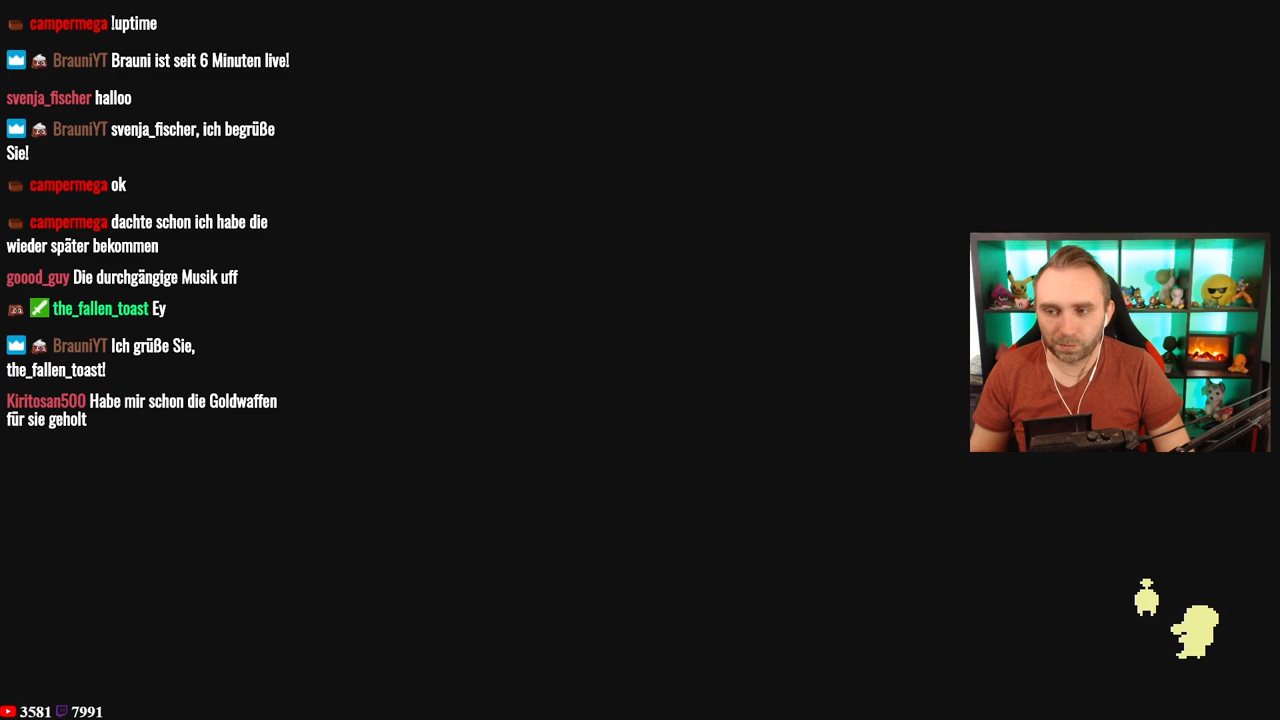 campermega !uptime
BrauniYT Brauni ist seit 6 Minuten live!
svenja_fischer halloo
BrauniYT svenja_fischer, ich begrüße
Sie!
campermega ok
campermega dachte schon ich habe die
wieder später bekommen
goood_guy Die durchgängige Musik uff
the_fallen_toast Ey
BrauniYT Ich grüße Sie,
the_fallen_toast!
Kiritosan500 Habe mir schon die Goldwaffen
für sie geholt
3581 7991